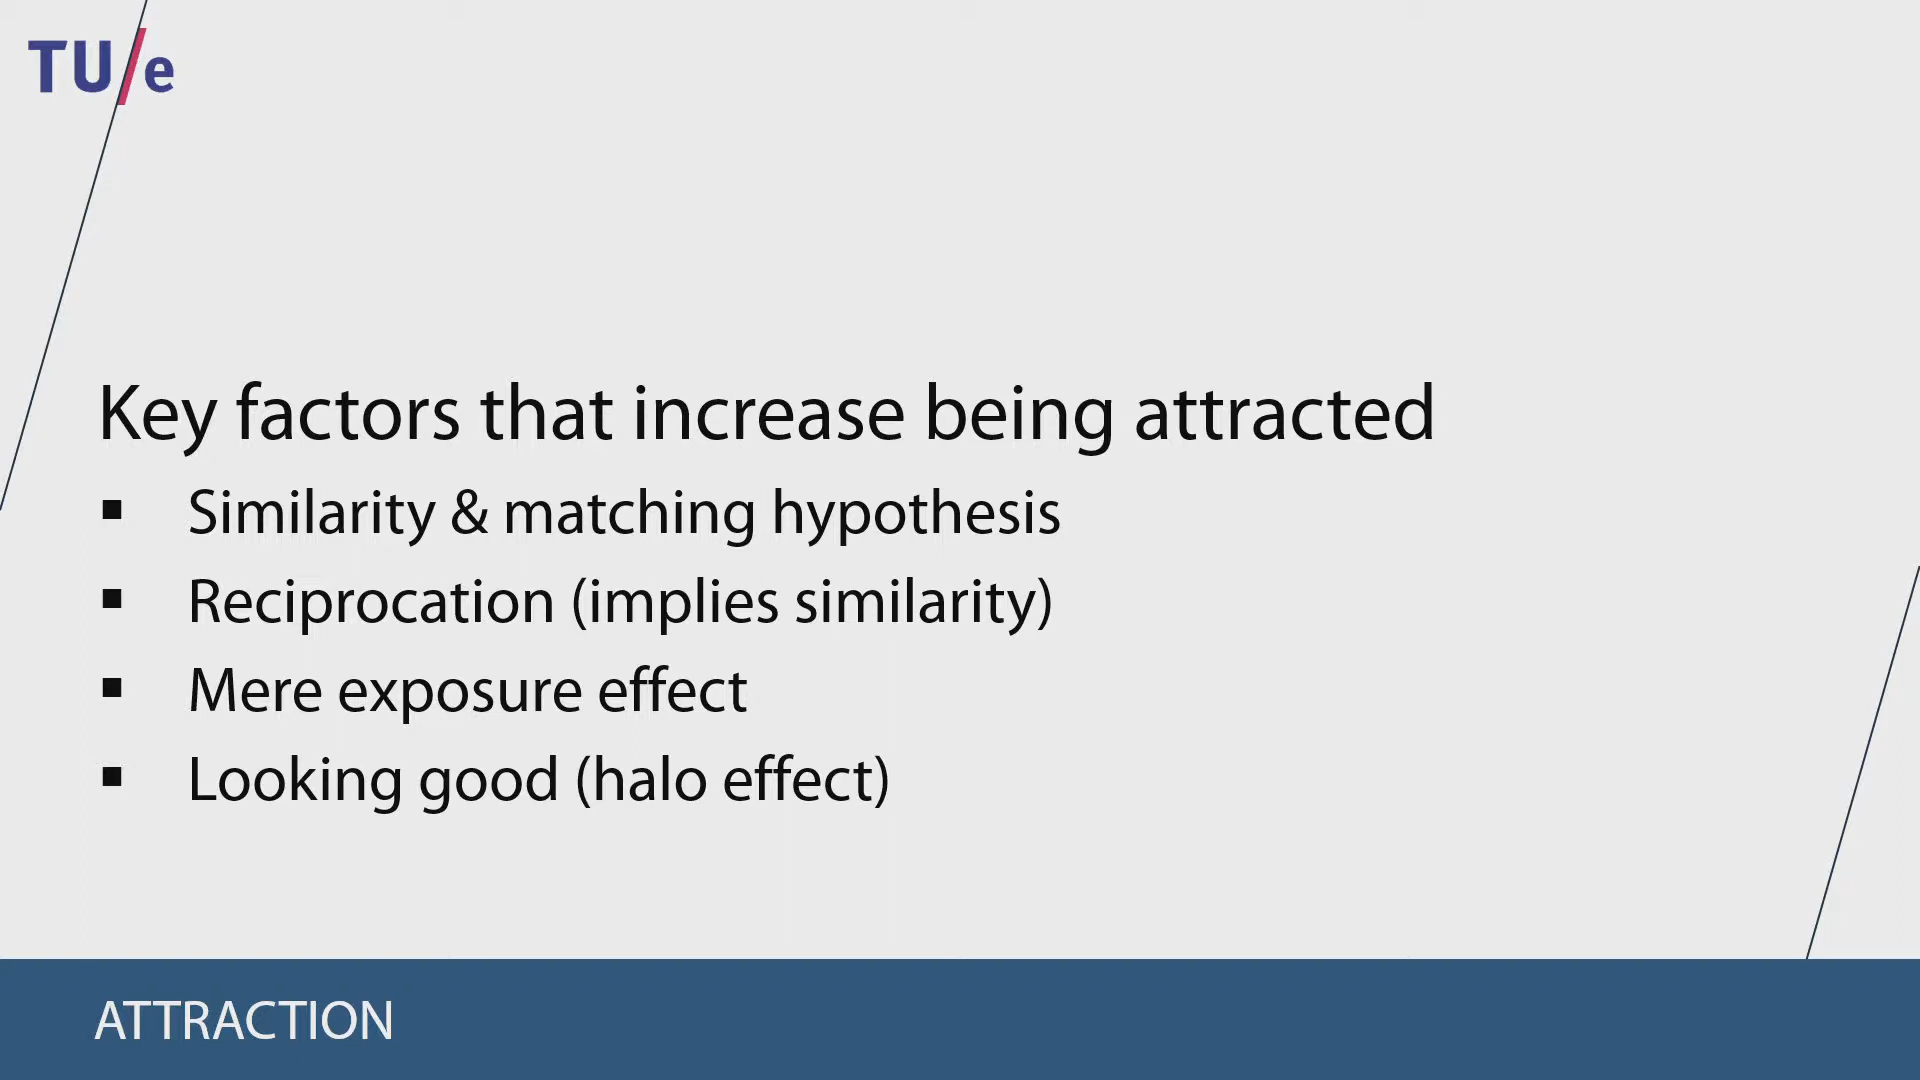 TU/e
Key factors that increase being attracted
▪ Similarity & matching hypothesis
▪ Reciprocation (implies similarity)
▪ Mere exposure effect
▪ Looking good (halo effect)
ATTRACTION